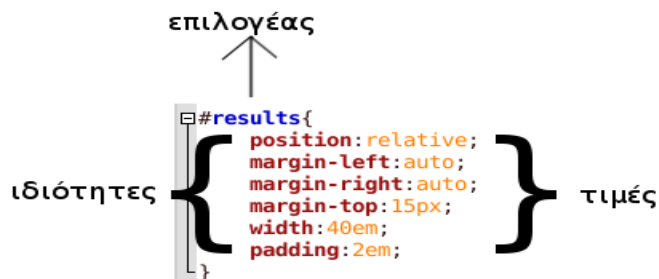 επιλογέας
#results{
position:relative;
margin-left:auto;
margin-right:auto;
ιδιότητες
τιμές
margin-top:15px;
width:40em;
padding:2em;
}